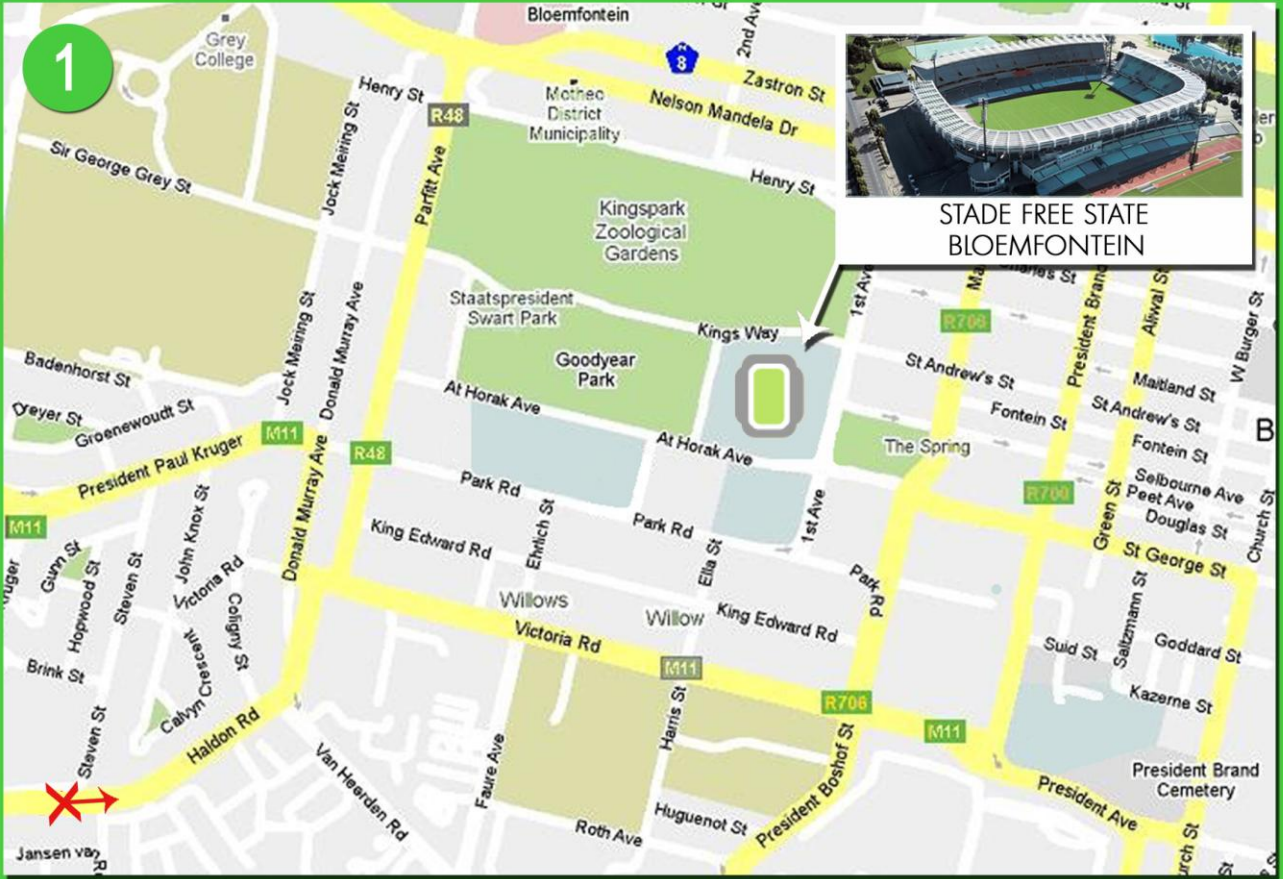 1
Bloemfontein
2nd Ave
Grey
College
N
8
Zastron St
Nelson Mandela Dr
Henry St
R48
Motheo
District
Municipality
Sir George Grey St
Jock Meiring St
Parfitt Ave
Henry St
Kingspark
Zoological
Gardens
STADE FREE STATE
BLOEMFONTEIN
Charles St
1st Ave
R706
President Brand
Aliwal St
W Burger St
Staatspresident
Swart Park
Kings Way
Jock Meiring St
Donald Murray Ave
Goodyear
Park
Badenhorst St
St Andrew's St
Maitland St
At Horak Ave
Dreyer St
Groenewoudt St
Fontein St
St Andrew's St
B
M11
President Paul Kruger
R48
At Horak Ave
The Spring
Fontein St
Park Rd
Selbourne Ave
Peet Ave
Douglas St
R700
M11
Donald Murray Ave
King Edward Rd
Ehrlich St
Park Rd
1st Ave
Green St
St George St
Church St
Gunn St
Hopwood St
Steven St
John Knox St
Victoria Rd
Coligny St
Ella St
Park Rd
Willows
Willow
King Edward Rd
Victoria Rd
Suid St
Saltzmann St
Goddard St
Brink St
Calvyn Crescent
M11
Kazerne St
R706
M11
Haldon Rd
Steven St
Van Heerden Rd
Faure Ave
Harris St
President Boshof St
President Brand
Cemetery
President Ave
Huguenot St
Roth Ave
Jansen van